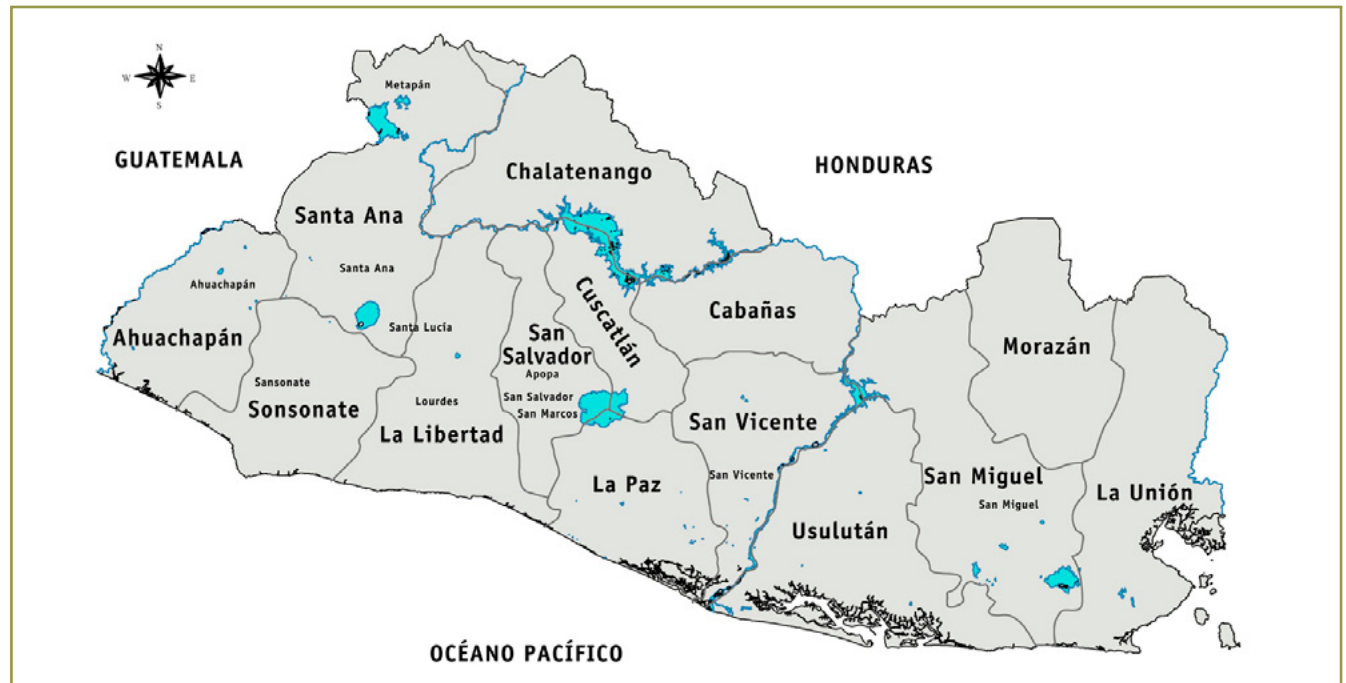 N
W E
S
Metapán
GUATEMALA
HONDURAS
Chalatenango
Santa Ana
Santa Ana
Ahuachapán
Ahuachapán
Santa Lucía
Cuscatlán
Cabañas
San
Salvador
Apopa
San Salvador
San Marcos
Morazán
Sansonate
Sonsonate
Lourdes
La Libertad
San Vicente
San Vicente
La Paz
San Miguel
San Miguel
La Unión
Usulután
OCÉANO PACÍFICO